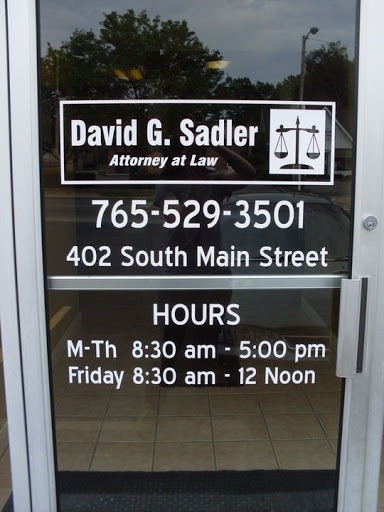 David G. Sadler
Attorney at Law
765-529-3501
402 South Main Street
HOURS
M-Th 8:30 am - 5:00 pm
Friday 8:30 am - 12 Noon